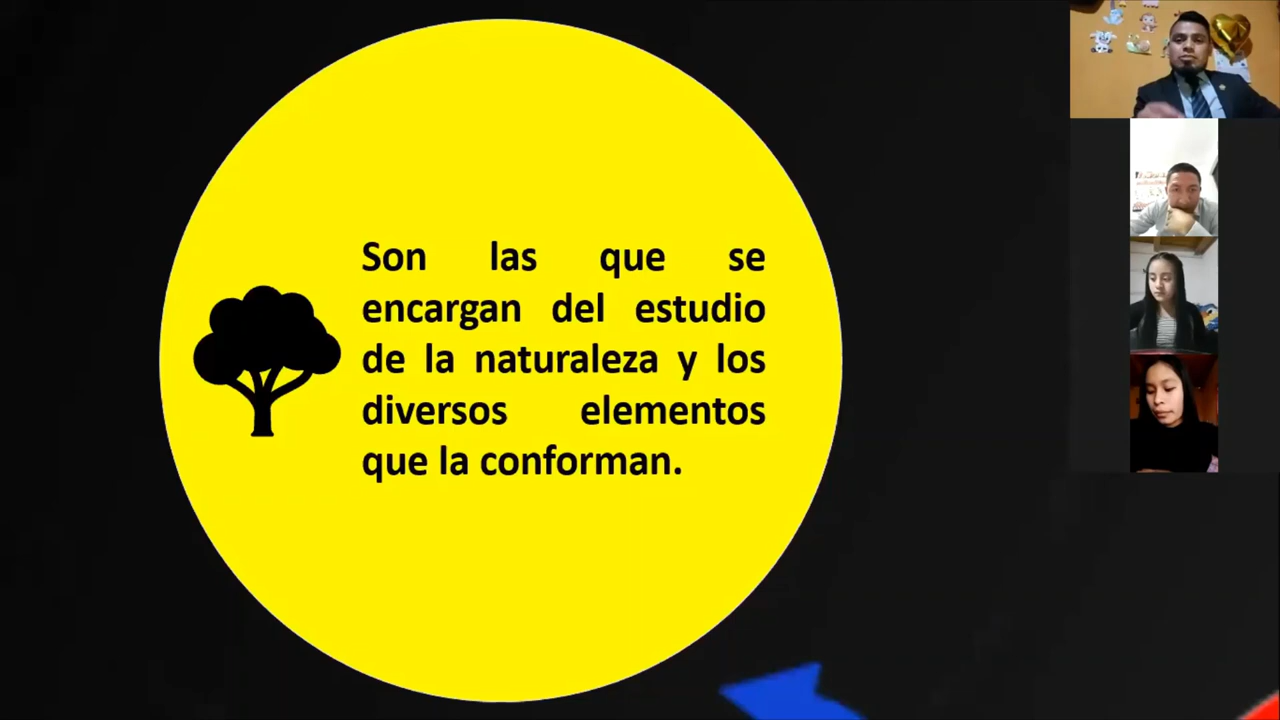 Son las que se
encargan del estudio
de la naturaleza y los
diversos elementos
que la conforman.